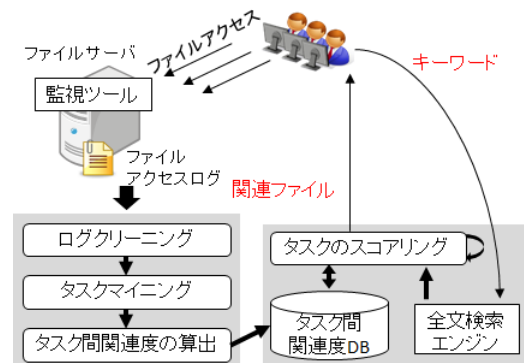 ファイルサーバ
監視ツール
ファイル
アクセスログ
ファイルアクセス
キーワード
関連ファイル
ログクリーニング
タスクマイニング
タスク間関連度の算出
タスクのスコアリング
タスク間
関連度DB
全文検索
エンジン